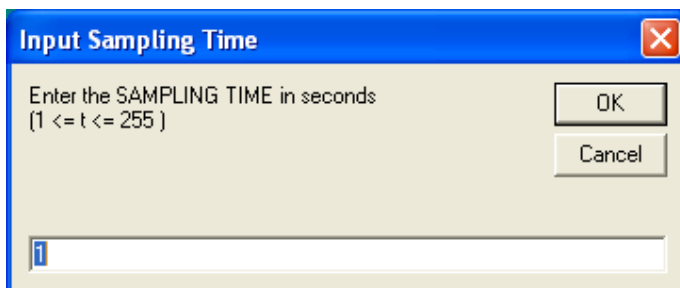 Input Sampling Time
Enter the SAMPLING TIME in seconds
(1 <= t <= 255 )
OK
Cancel
1